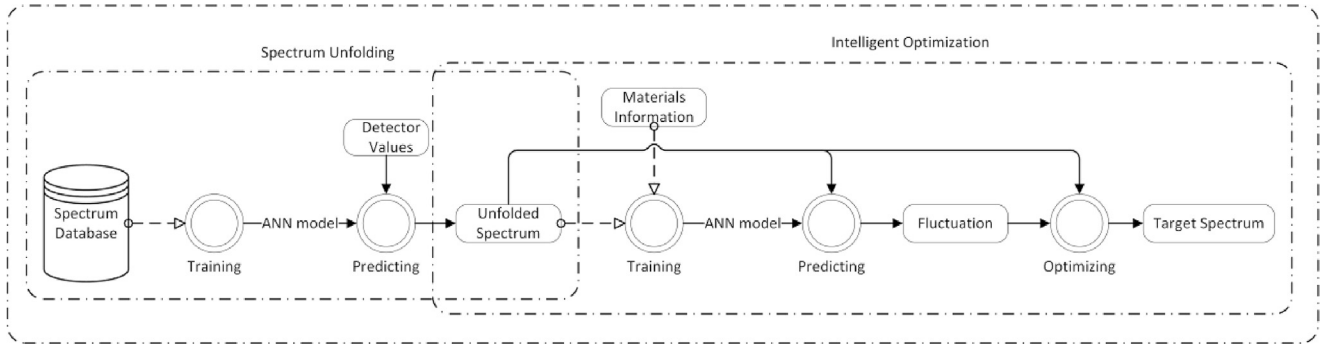 Spectrum Unfolding
Intelligent Optimization
Materials
Information
Detector
Values
Spectrum
Database
ANN model
Unfolded
Spectrum
ANN model
Fluctuation
Target Spectrum
Training
Predicting
Training
Predicting
Optimizing